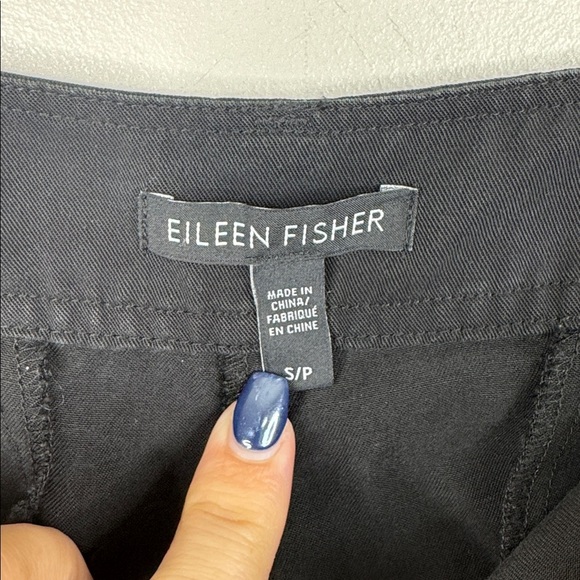 EILEEN FISHER
MADE IN
CHINA/
FABRIQUÉ
EN CHINE
S/P